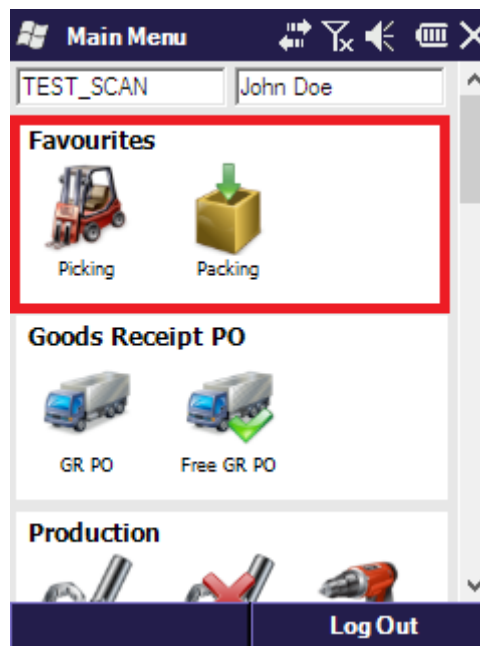 Main Menu
TEST_SCAN John Doe
Favourites
Picking Packing
Goods Receipt PO
GR PO Free GR PO
Production
Log Out